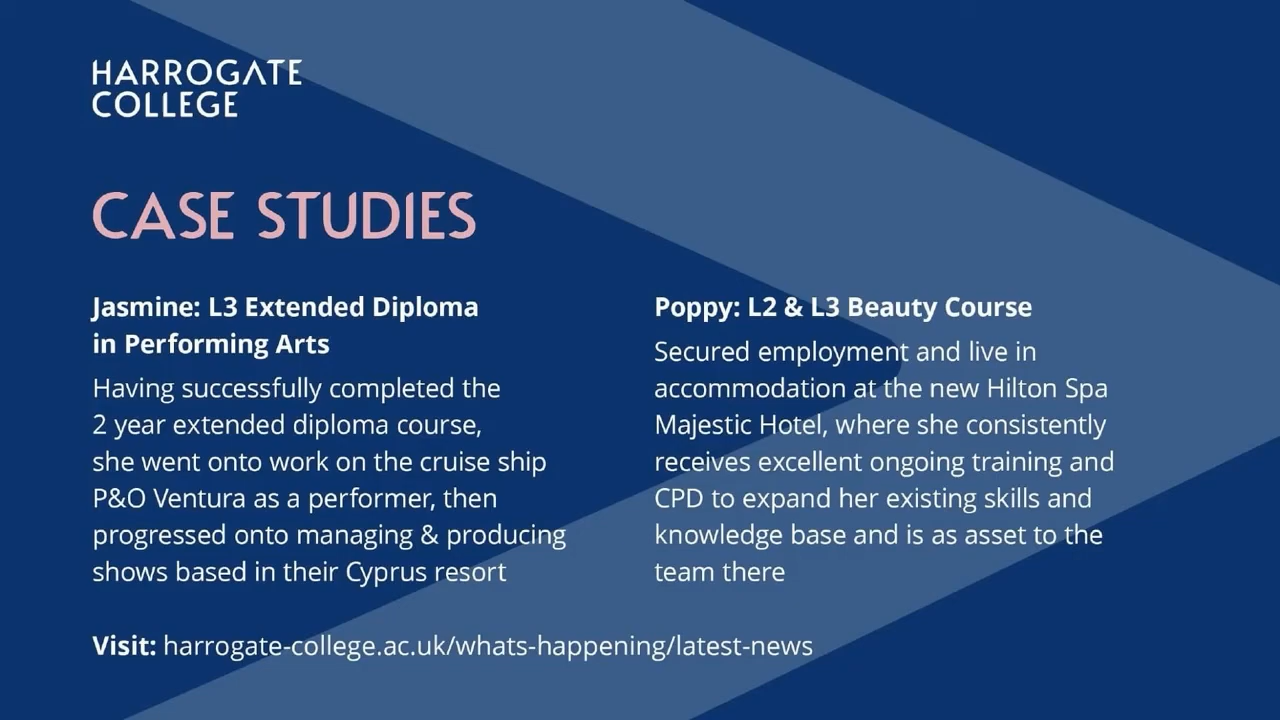 HARROGATE
COLLEGE
CASE STUDIES
Jasmine: L3 Extended Diploma
in Performing Arts
Having successfully completed the
2 year extended diploma course,
she went onto work on the cruise ship
P&O Ventura as a performer, then
progressed onto managing & producing
shows based in their Cyprus resort
Poppy: L2 & L3 Beauty Course
Secured employment and live in
accommodation at the new Hilton Spa
Majestic Hotel, where she consistently
receives excellent ongoing training and
CPD to expand her existing skills and
knowledge base and is as asset to the
team there
Visit: harrogate-college.ac.uk/whats-happening/latest-news